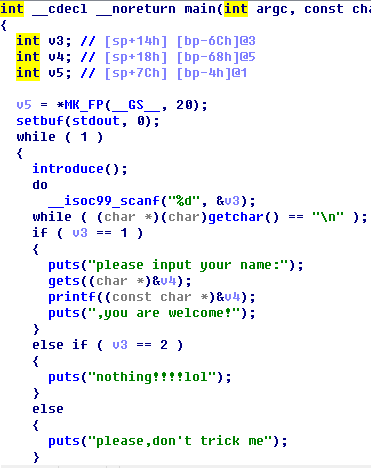 int __cdecl __noreturn main(int argc, const cha
{
int v3; // [sp+14h] [bp-6Ch]@3
int v4; // [sp+18h] [bp-68h]@5
int v5; // [sp+7Ch] [bp-4h]@1
v5 = *MK_FP(__GS__, 20);
setbuf(stdout, 0);
while ( 1 )
{
introduce();
do
__isoc99_scanf("%d", &v3);
while ( (char *)(char)getchar() == "\n" );
if ( v3 == 1 )
{
puts("please input your name:");
gets((char *)&v4);
printf((const char *)&v4);
puts(",you are welcome!");
}
else if ( v3 == 2 )
{
puts("nothing!!!!lol");
}
else
{
puts("please,don't trick me");
}